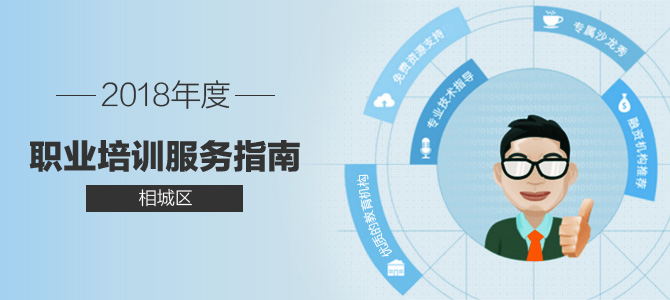 2018年度
职业培训服务指南
相城区
免费资源支持
专属沙龙秀
专业技术指导
融资机构推荐
优质的教育机构